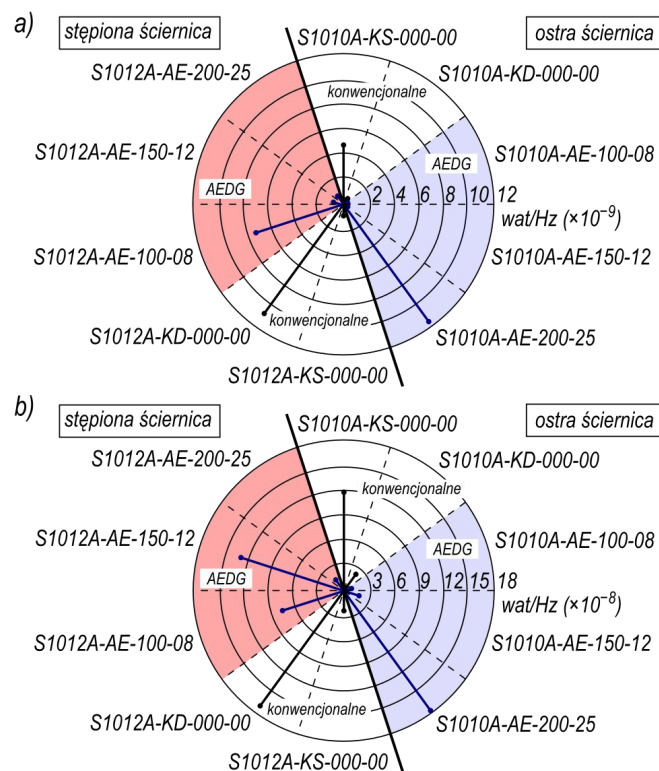 a)
stępiona ściernica
S1010A-KS-000-00
ostra ściernica
S1012A-AE-200-25
S1010A-KD-000-00
konwencjonalne
S1012A-AE-150-12
S1010A-AE-100-08
AEDG
AEDG
2 4 6 8 10 12
wat/Hz (×10⁻⁹)
S1012A-AE-100-08
S1010A-AE-150-12
S1012A-KD-000-00
konwencjonalne
S1010A-AE-200-25
S1012A-KS-000-00
b)
stępiona ściernica
S1010A-KS-000-00
ostra ściernica
S1012A-AE-200-25
S1010A-KD-000-00
konwencjonalne
S1012A-AE-150-12
S1010A-AE-100-08
AEDG
AEDG
3 6 9 12 15 18
wat/Hz (×10⁻⁸)
S1012A-AE-100-08
S1010A-AE-150-12
S1012A-KD-000-00
konwencjonalne
S1010A-AE-200-25
S1012A-KS-000-00